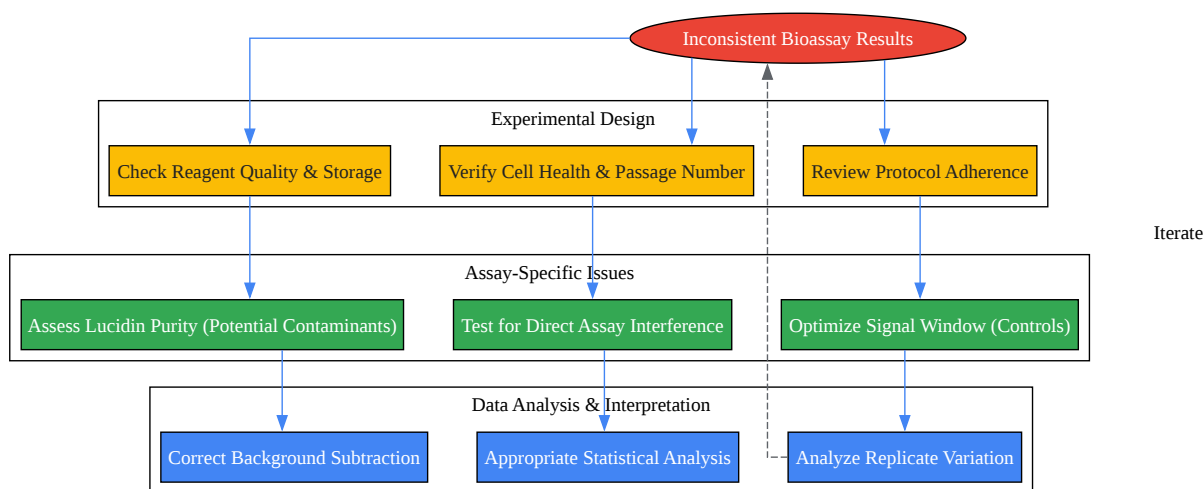 Inconsistent Bioassay Results
Experimental Design
Check Reagent Quality & Storage
Verify Cell Health & Passage Number
Review Protocol Adherence
Iterate
Assay-Specific Issues
Assess Lucidin Purity (Potential Contaminants)
Test for Direct Assay Interference
Optimize Signal Window (Controls)
Data Analysis & Interpretation
Correct Background Subtraction
Appropriate Statistical Analysis
Analyze Replicate Variation